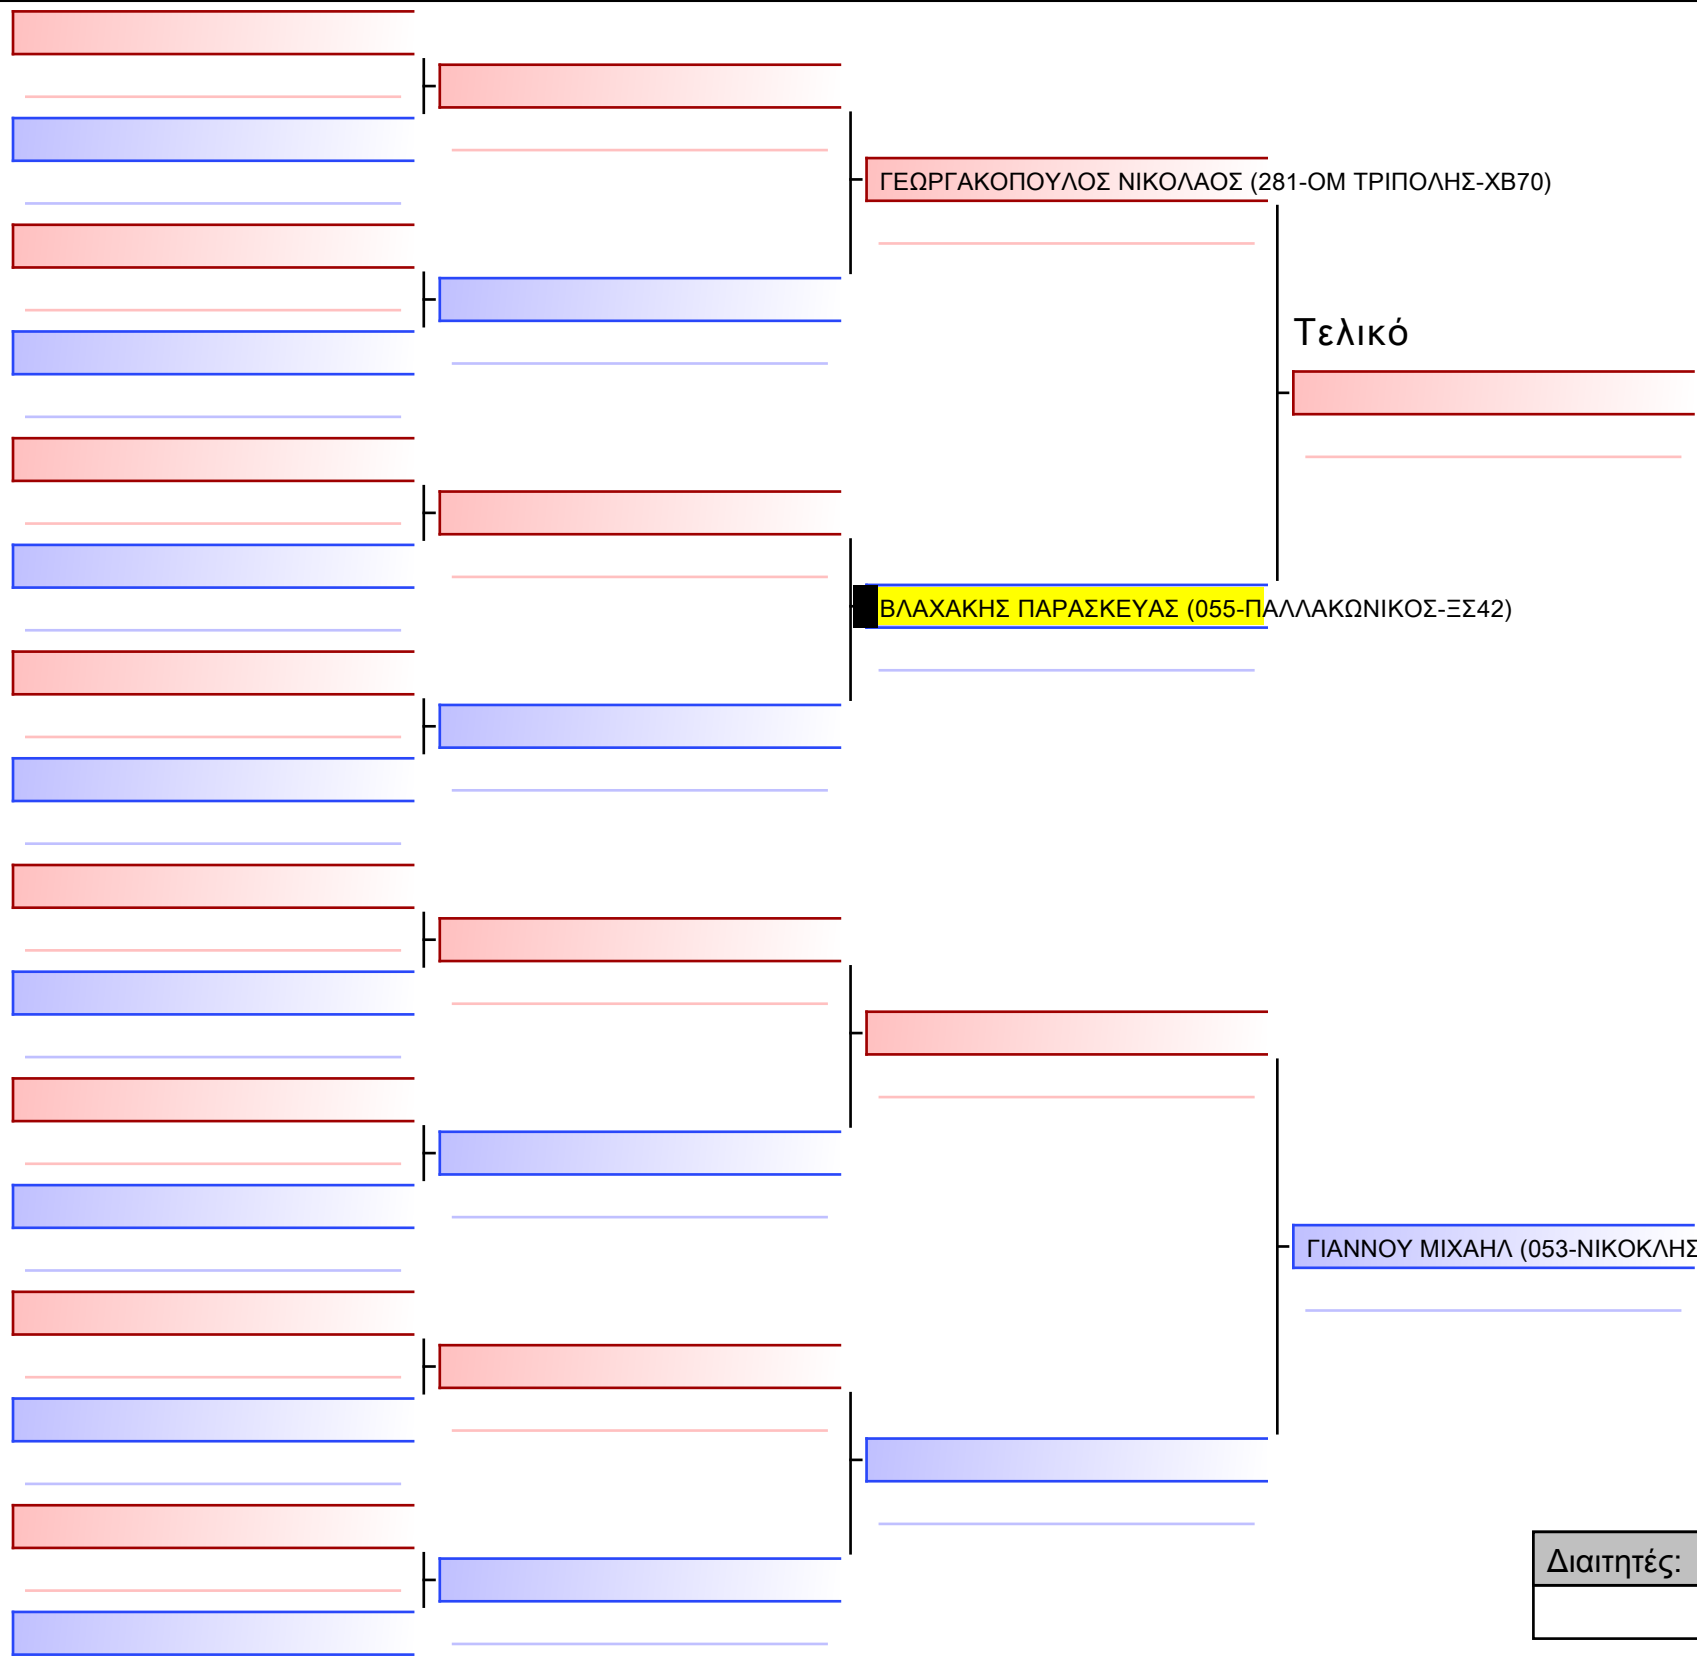 ΓΕΩΡΓΑΚΟΠΟΥΛΟΣ ΝΙΚΟΛΑΟΣ (281-ΟΜ ΤΡΙΠΟΛΗΣ-ΧΒ70)
Τελικό
ΒΛΑΧΑΚΗΣ ΠΑΡΑΣΚΕΥΑΣ (055-ΠΑΛΛΑΚΩΝΙΚΟΣ-ΞΣ42)
ΓΙΑΝΝΟΥ ΜΙΧΑΗΛ (053-ΝΙΚΟΚΛΗΣ
Διαιτητές: